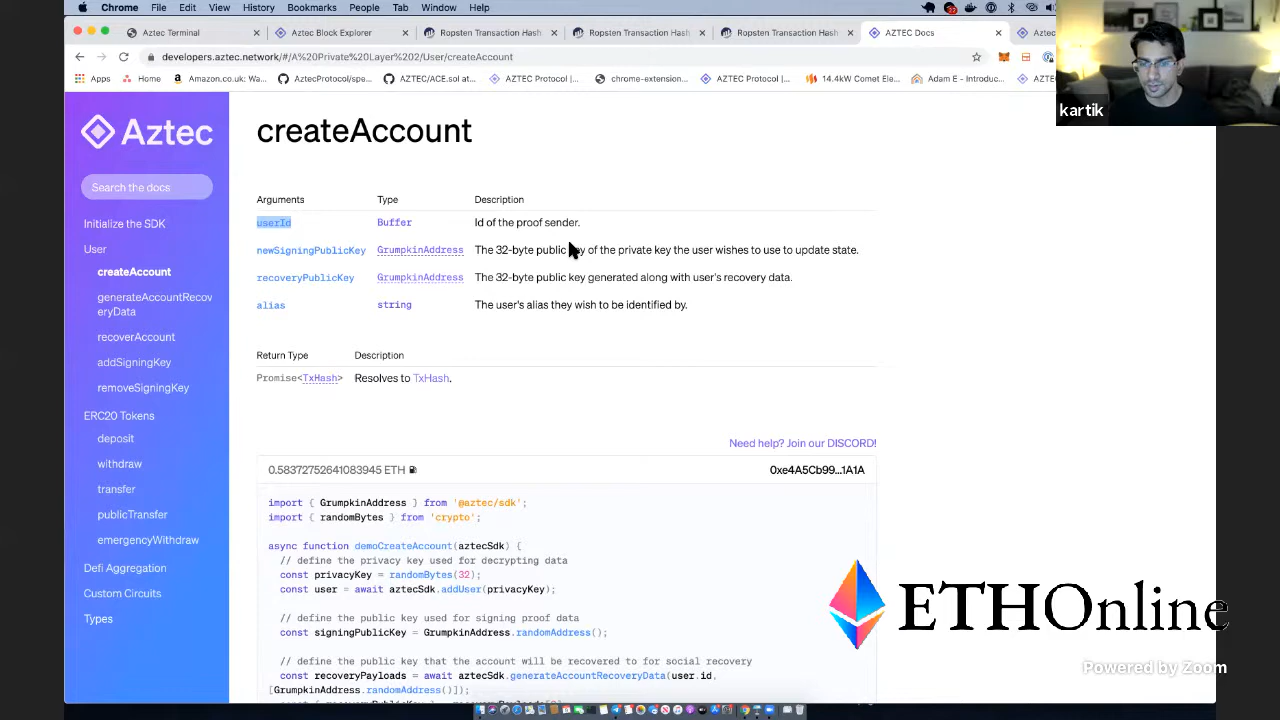 Chrome File Edit View History Bookmarks People Tab Window Help
Aztec Terminal Aztec Block Explorer Ropsten Transaction Hash Ropsten Transaction Hash Ropsten Transaction Hash AZTEC Docs
developers.aztec.network/#/A%20Private%20Layer%202/User/createAccount
Apps Home Amazon.co.uk: Wa... AztecProtocol/spe... AZTEC/ACE.sol at... AZTEC Protocol |... chrome-extension... AZTEC Protocol |... 14.4kW Comet Ele... Adam E - Introduc...
kartik
Aztec
Search the docs
Initialize the SDK
User
createAccount
generateAccountRecov
eryData
recoverAccount
addSigningKey
removeSigningKey
ERC20 Tokens
deposit
withdraw
transfer
publicTransfer
emergencyWithdraw
Defi Aggregation
Custom Circuits
Types
createAccount
Arguments Type Description
userId Buffer Id of the proof sender.
newSigningPublicKey GrumpkinAddress The 32-byte public key of the private key the user wishes to use to update state.
recoveryPublicKey GrumpkinAddress The 32-byte public key generated along with user's recovery data.
alias string The user's alias they wish to be identified by.
Return Type Description
Promise<TxHash> Resolves to TxHash.
Need help? Join our DISCORD!
0.58372752641083945 ETH 0xe4A5Cb99...1A1A
import { GrumpkinAddress } from '@aztec/sdk';
import { randomBytes } from 'crypto';
async function demoCreateAccount(aztecSdk) {
// define the privacy key used for decrypting data
const privacyKey = randomBytes(32);
const user = await aztecSdk.addUser(privacyKey);
// define the public key used for signing proof data
const signingPublicKey = GrumpkinAddress.randomAddress();
// define the public key that the account will be recovered to for social recovery
const recoveryPayloads = await aztecSdk.generateAccountRecoveryData(user.id,
[GrumpkinAddress.randomAddress()]);
ETHOnline
Powered by Zoom